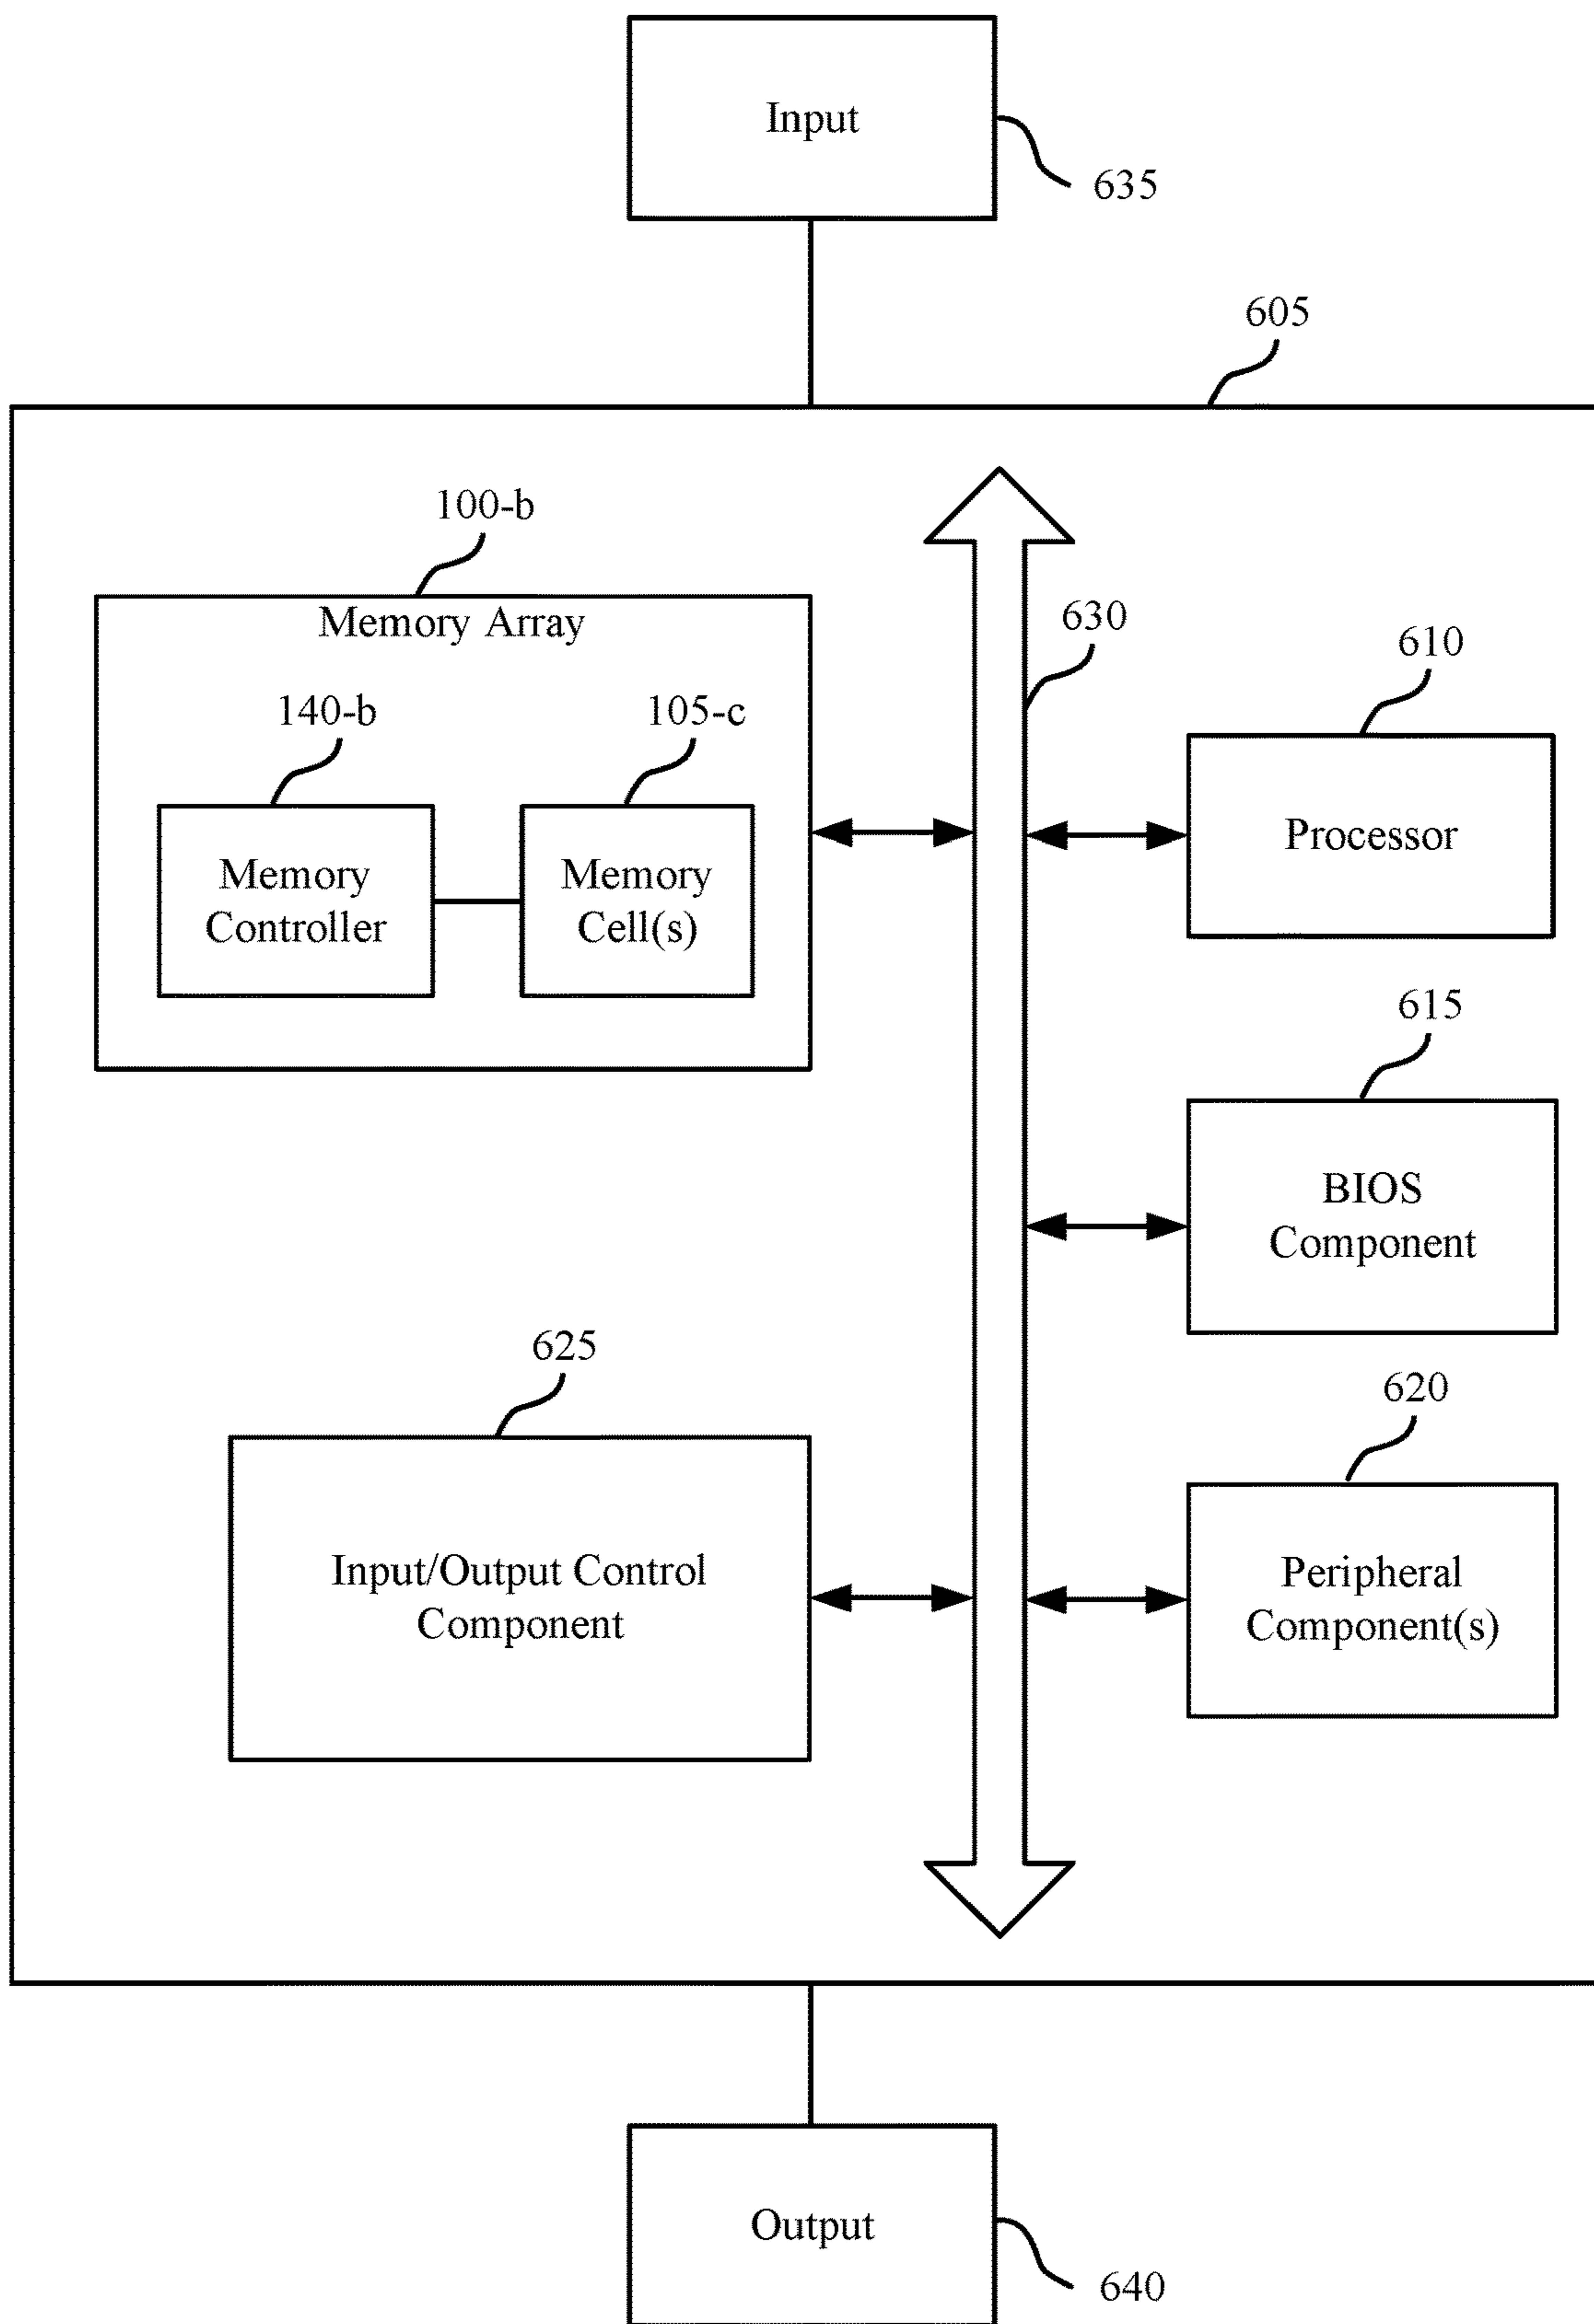 Input
635
605
100-b
Memory Array
630
610
140-b
105-c
Memory
Controller
Memory
Cell(s)
Processor
615
BIOS
Component
625
620
Input/Output Control
Component
Peripheral
Component(s)
Output
640